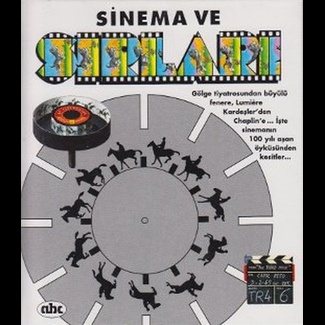 SİNEMA VE
SIRLARI
Gölge tiyatrosundan büyülü
fenere, Lumière
Kardeşler'den
Chaplin'e... İşte
sinemanın
100 yılı aşan
öyküsünden
kesitler...
TR4 6
abc